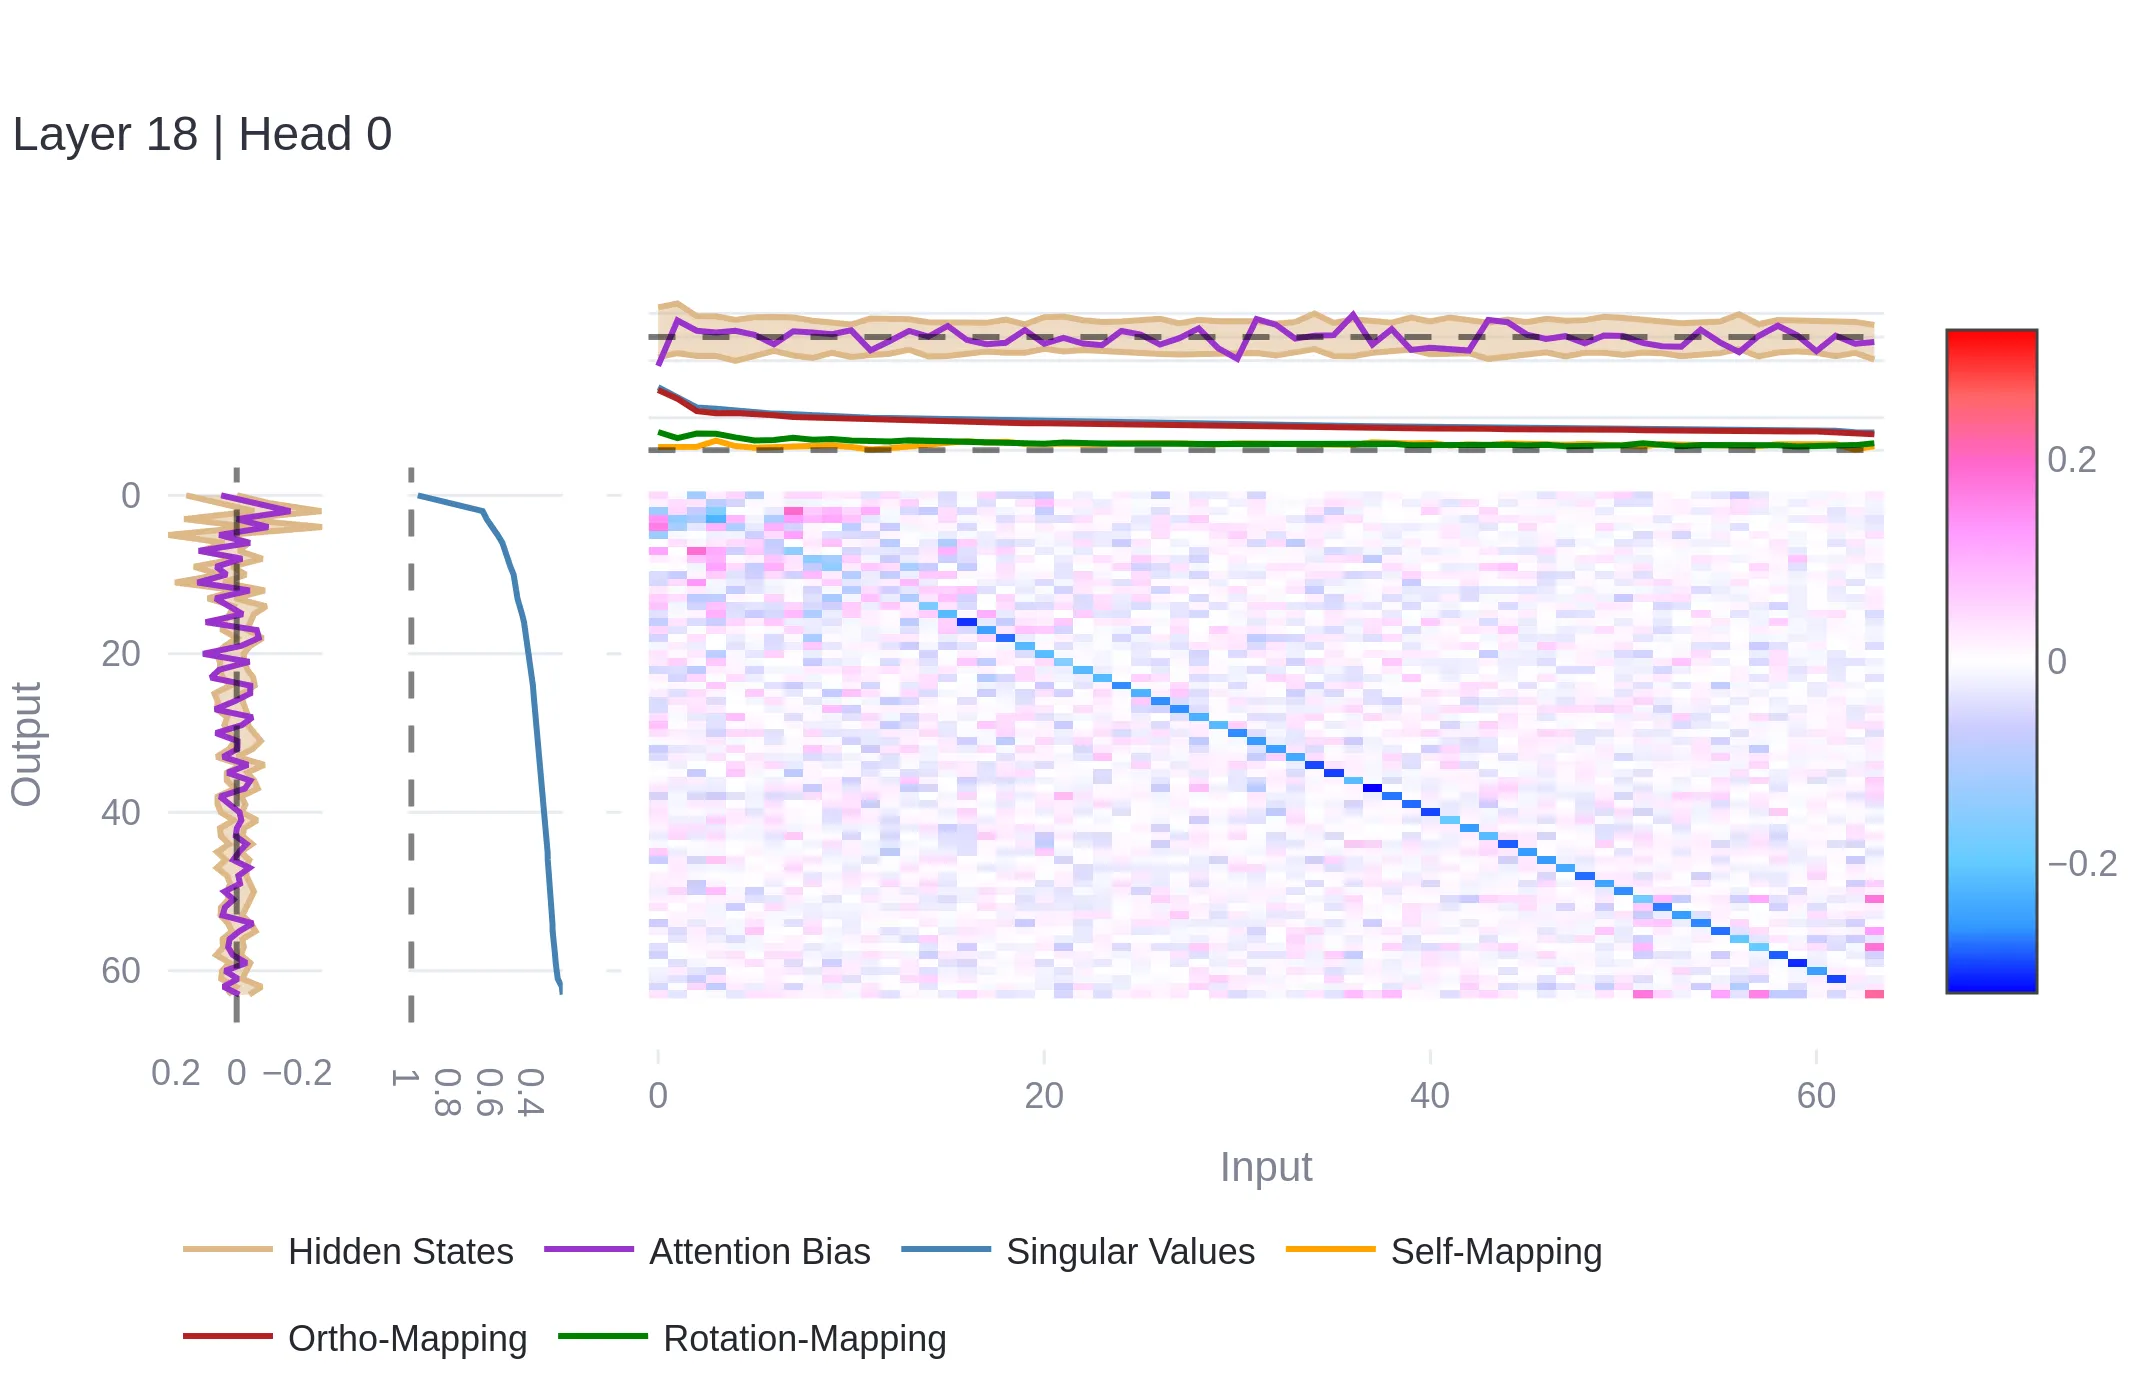 Layer 18 | Head 0
0.2
0
−0.2
0
20
40
60
Output
0.2 0 −0.2
1 0.8 0.6 0.4
0 20 40 60
Input
Hidden States Attention Bias Singular Values Self-Mapping
Ortho-Mapping Rotation-Mapping